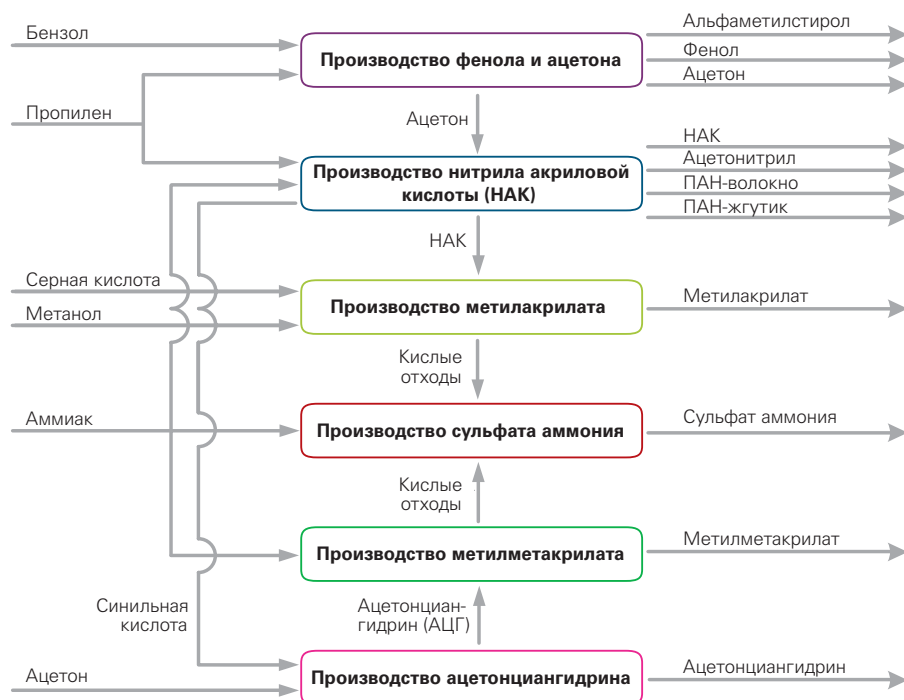 Бензол
Пропилен
Производство фенола и ацетона
Альфаметилстирол
Фенол
Ацетон
Ацетон
Производство нитрила акриловой
кислоты (НАК)
НАК
Ацетонитрил
ПАН-волокно
ПАН-жгутик
НАК
Серная кислота
Метанол
Производство метилакрилата
Метилакрилат
Кислые
отходы
Аммиак
Производство сульфата аммония
Сульфат аммония
Кислые
отходы
Производство метилметакрилата
Метилметакрилат
Синильная
кислота
Ацетонциан-
гидрин (АЦГ)
Ацетон
Производство ацетонциангидрина
Ацетонциангидрин